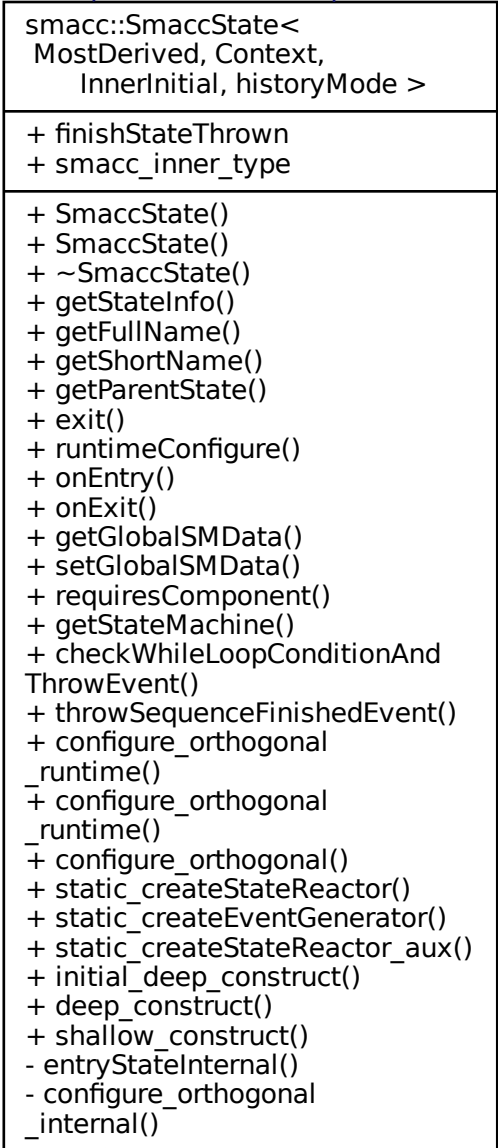 smacc::SmaccState<
MostDerived, Context,
InnerInitial, historyMode >
+ finishStateThrown
+ smacc_inner_type
+ SmaccState()
+ SmaccState()
+ ~SmaccState()
+ getStateInfo()
+ getFullName()
+ getShortName()
+ getParentState()
+ exit()
+ runtimeConfigure()
+ onEntry()
+ onExit()
+ getGlobalSMData()
+ setGlobalSMData()
+ requiresComponent()
+ getStateMachine()
+ checkWhileLoopConditionAnd
ThrowEvent()
+ throwSequenceFinishedEvent()
+ configure_orthogonal
_runtime()
+ configure_orthogonal
_runtime()
+ configure_orthogonal()
+ static_createStateReactor()
+ static_createEventGenerator()
+ static_createStateReactor_aux()
+ initial_deep_construct()
+ deep_construct()
+ shallow_construct()
- entryStateInternal()
- configure_orthogonal
_internal()